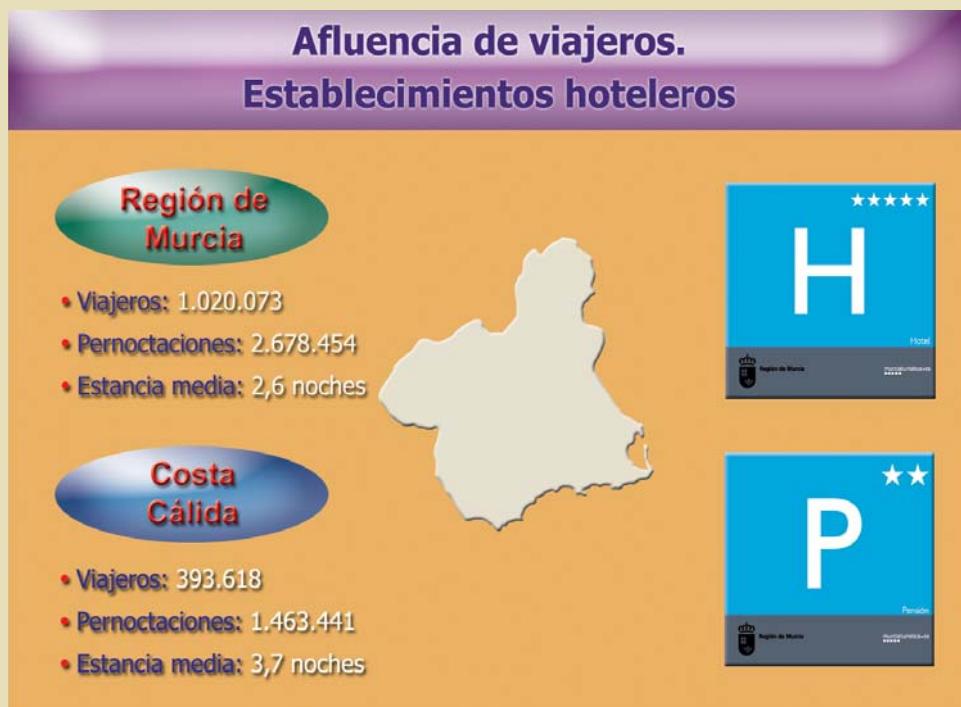 Afluencia de viajeros.
Establecimientos hoteleros
Región de
Murcia
• Viajeros: 1.020.073
• Pernoctaciones: 2.678.454
• Estancia media: 2,6 noches
Costa
Cálida
• Viajeros: 393.618
• Pernoctaciones: 1.463.441
• Estancia media: 3,7 noches
H
Hotel
Región de Murcia
P
Pensión
Región de Murcia